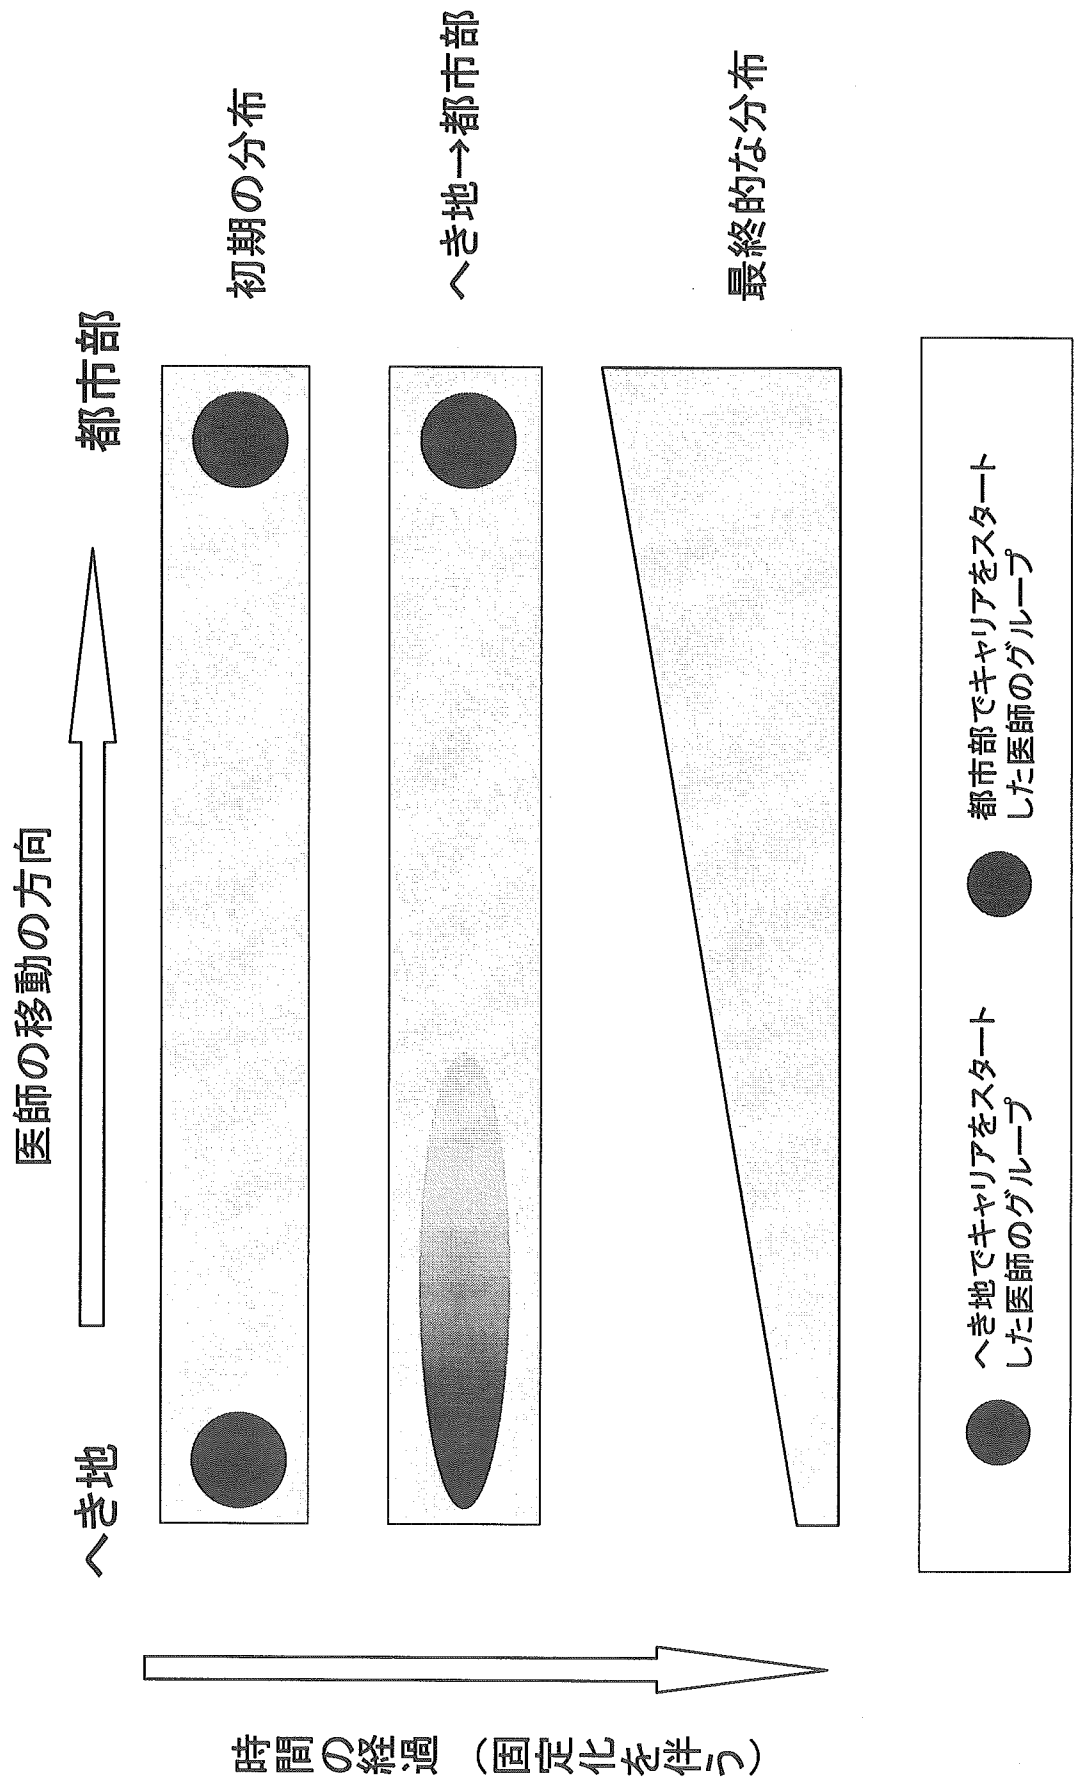 医師の移動の方向
へき地
都市部
初期の分布
へき地→都市部
最終的な分布
時間の経過（固定化を伴う）
へき地でキャリアをスタート
した医師のグループ
都市部でキャリアをスタート
した医師のグループ